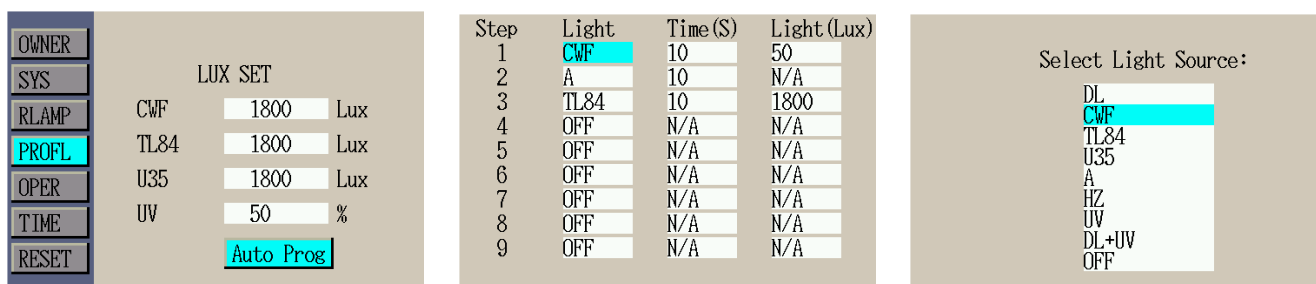 OWNER
SYS
RLAMP
PROFL
OPER
TIME
RESET
LUX SET
CWF 1800 Lux
TL84 1800 Lux
U35 1800 Lux
UV 50 %
Auto Prog
Step Light Time(S) Light(Lux)
1 CWF 10 50
2 A 10 N/A
3 TL84 10 1800
4 OFF N/A N/A
5 OFF N/A N/A
6 OFF N/A N/A
7 OFF N/A N/A
8 OFF N/A N/A
9 OFF N/A N/A
Select Light Source:
DL
CWF
TL84
U35
A
HZ
UV
DL+UV
OFF